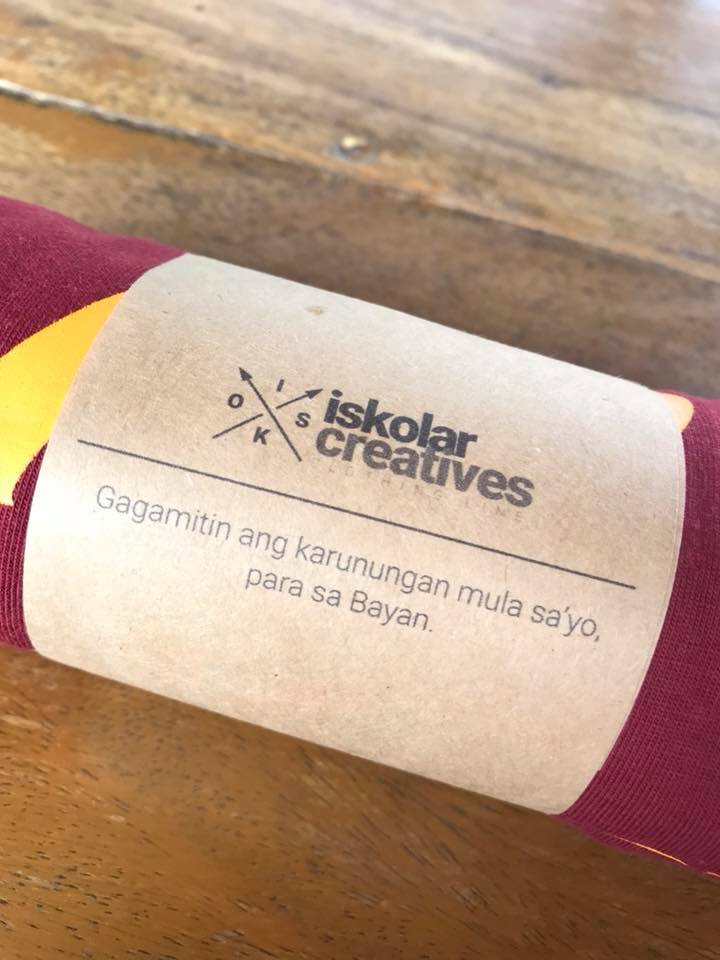 I
O S
K
iskolar
creatives
CLOTHING LINE
Gagamitin ang karunungan mula sa'yo,
para sa Bayan.